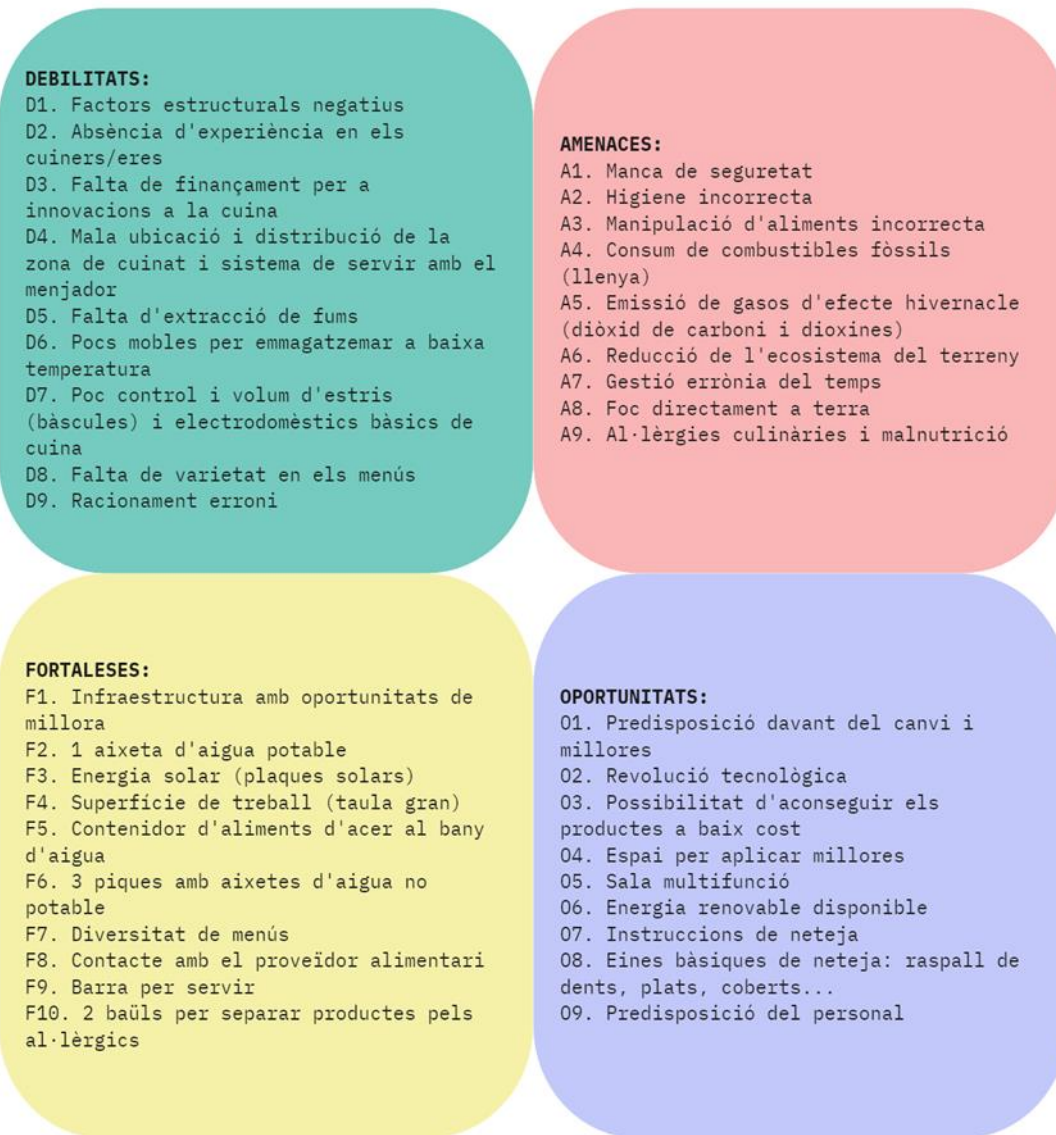 DEBILITATS:
D1. Factors estructurals negatius
D2. Absència d'experiència en els
cuiners/eres
D3. Falta de finançament per a
innovacions a la cuina
D4. Mala ubicació i distribució de la
zona de cuinat i sistema de servir amb el
menjador
D5. Falta d'extracció de fums
D6. Pocs mobles per emmagatzemar a baixa
temperatura
D7. Poc control i volum d'estris
(bàscules) i electrodomèstics bàsics de
cuina
D8. Falta de varietat en els menús
D9. Racionament erroni
AMENACES:
A1. Manca de seguretat
A2. Higiene incorrecta
A3. Manipulació d'aliments incorrecta
A4. Consum de combustibles fòssils
(llenya)
A5. Emissió de gasos d'efecte hivernacle
(diòxid de carboni i dioxines)
A6. Reducció de l'ecosistema del terreny
A7. Gestió errònia del temps
A8. Foc directament a terra
A9. Al·lèrgies culinàries i malnutrició
FORTALESES:
F1. Infraestructura amb oportunitats de
millora
F2. 1 aixeta d'aigua potable
F3. Energia solar (plaques solars)
F4. Superfície de treball (taula gran)
F5. Contenidor d'aliments d'acer al bany
d'aigua
F6. 3 piques amb aixetes d'aigua no
potable
F7. Diversitat de menús
F8. Contacte amb el proveïdor alimentari
F9. Barra per servir
F10. 2 baüls per separar productes pels
al·lèrgics
OPORTUNITATS:
O1. Predisposició davant del canvi i
millores
O2. Revolució tecnològica
O3. Possibilitat d'aconseguir els
productes a baix cost
O4. Espai per aplicar millores
O5. Sala multifunció
O6. Energia renovable disponible
O7. Instruccions de neteja
O8. Eines bàsiques de neteja: raspall de
dents, plats, coberts...
O9. Predisposició del personal